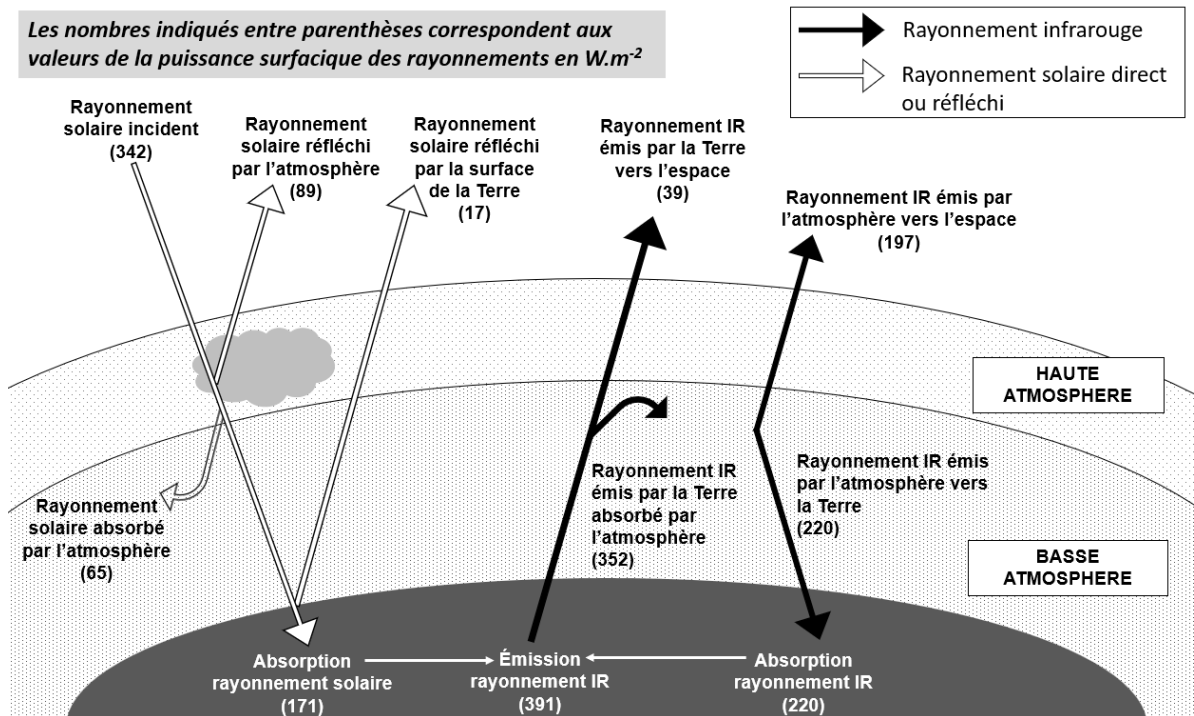 Les nombres indiqués entre parenthèses correspondent aux
valeurs de la puissance surfacique des rayonnements en W.m⁻²
Rayonnement infrarouge
Rayonnement solaire direct
ou réfléchi
Rayonnement
solaire incident
(342)
Rayonnement
solaire réfléchi
par l'atmosphère
(89)
Rayonnement
solaire réfléchi
par la surface
de la Terre
(17)
Rayonnement IR
émis par la Terre
vers l'espace
(39)
Rayonnement IR émis par
l'atmosphère vers l'espace
(197)
HAUTE
ATMOSPHERE
Rayonnement
solaire absorbé
par l'atmosphère
(65)
Rayonnement IR
émis par la Terre
absorbé par
l'atmosphère
(352)
Rayonnement IR émis
par l'atmosphère vers
la Terre
(220)
BASSE
ATMOSPHERE
Absorption
rayonnement solaire
(171)
Émission
rayonnement IR
(391)
Absorption
rayonnement IR
(220)